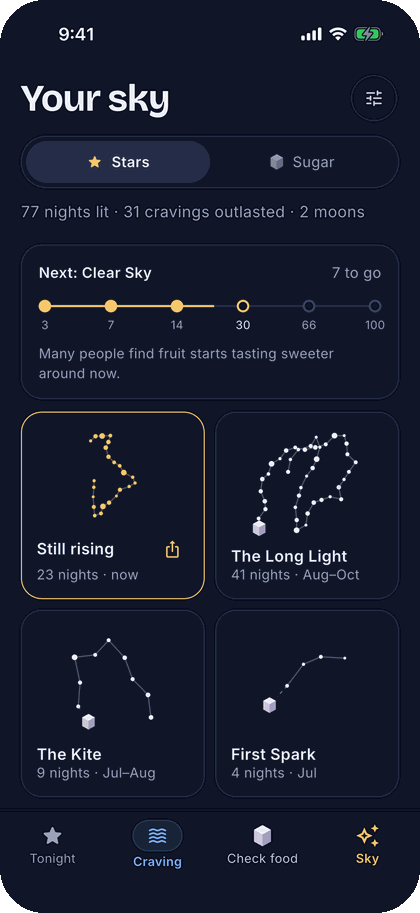 9:41
Your sky
Stars
Sugar
77 nights lit · 31 cravings outlasted · 2 moons
Next: Clear Sky
7 to go
3 7 14 30 66 100
Many people find fruit starts tasting sweeter
around now.
Still rising
23 nights · now
The Long Light
41 nights · Aug–Oct
The Kite
9 nights · Jul–Aug
First Spark
4 nights · Jul
Tonight
Craving
Check food
Sky